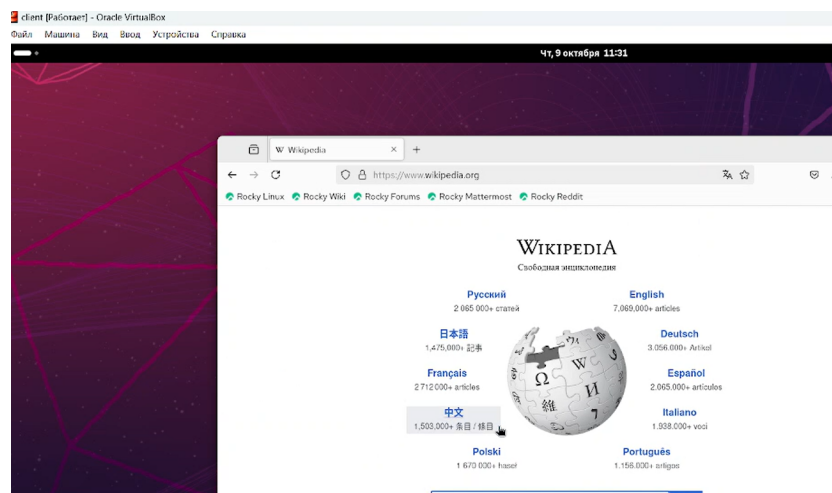 client [Работает] - Oracle VirtualBox
Файл Машина Вид Ввод Устройства Справка
Чт, 9 октября 11:31
W Wikipedia
https://www.wikipedia.org
Rocky Linux Rocky Wiki Rocky Forums Rocky Mattermost Rocky Reddit
WIKIPEDIA
Свободная энциклопедия
Русский English
2 065 000+ статей 7,069,000+ articles
日本語 Deutsch
1,475,000+ 記事 3.056.000+ Artikel
Français Español
2 712 000+ articles 2.065.000+ artículos
中文 Italiano
1,503,000+ 条目 / 條目 1.938.000+ voci
Polski Português
1 670 000+ haseł 1.156.000+ artigos